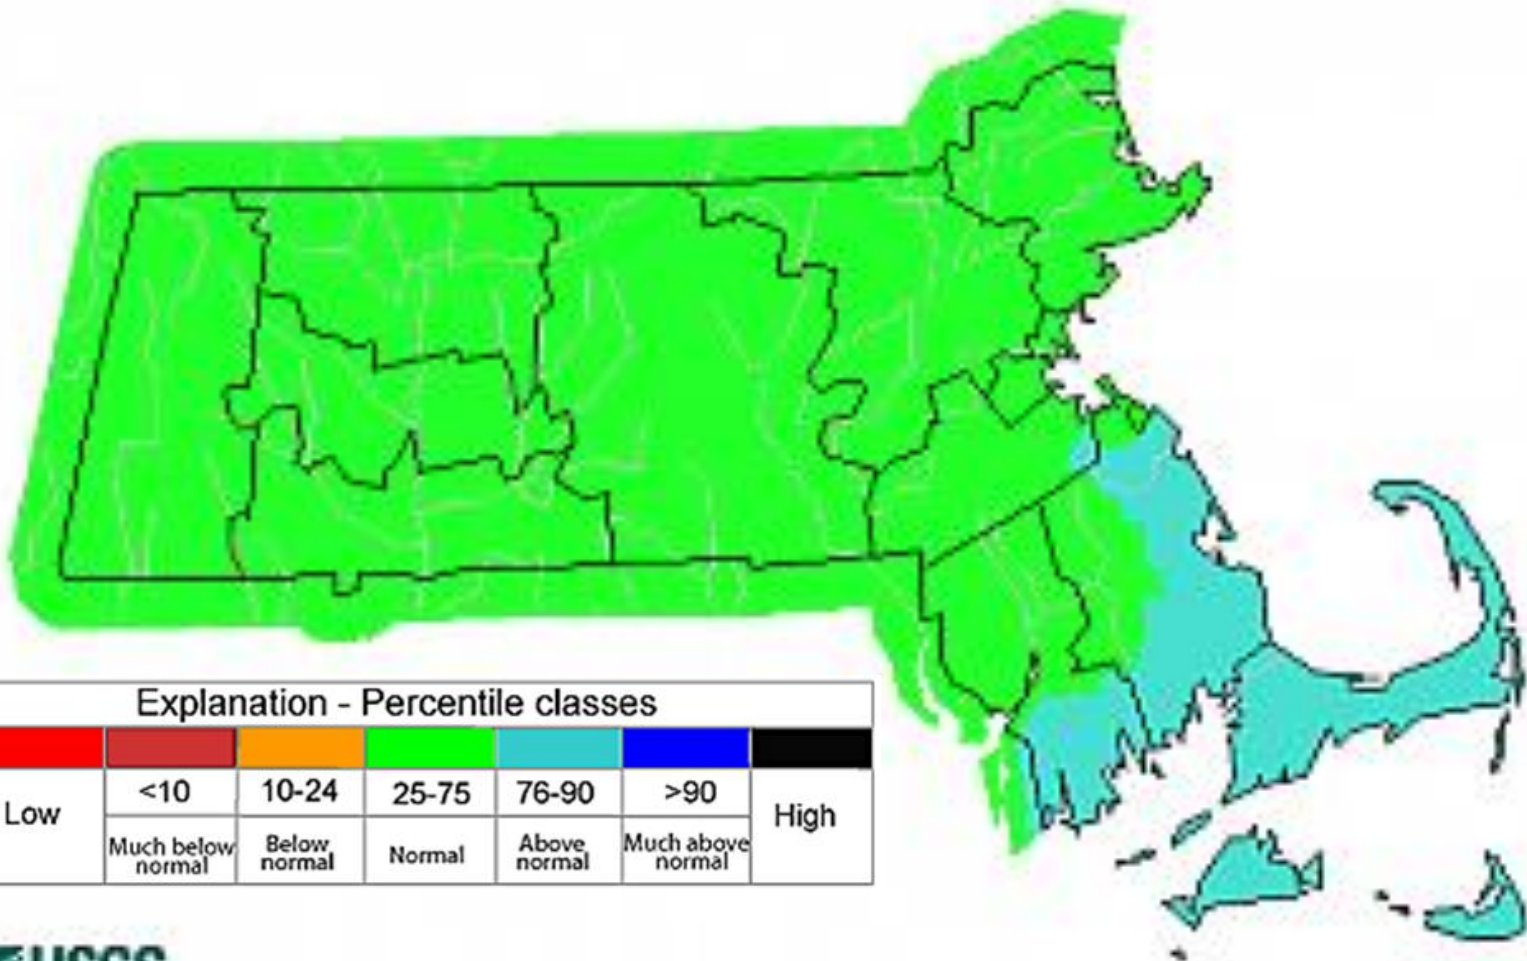 Explanation - Percentile classes
Low
<10
10-24
25-75
76-90
>90
High
Much below
normal
Below
normal
Normal
Above
normal
Much above
normal
USGS